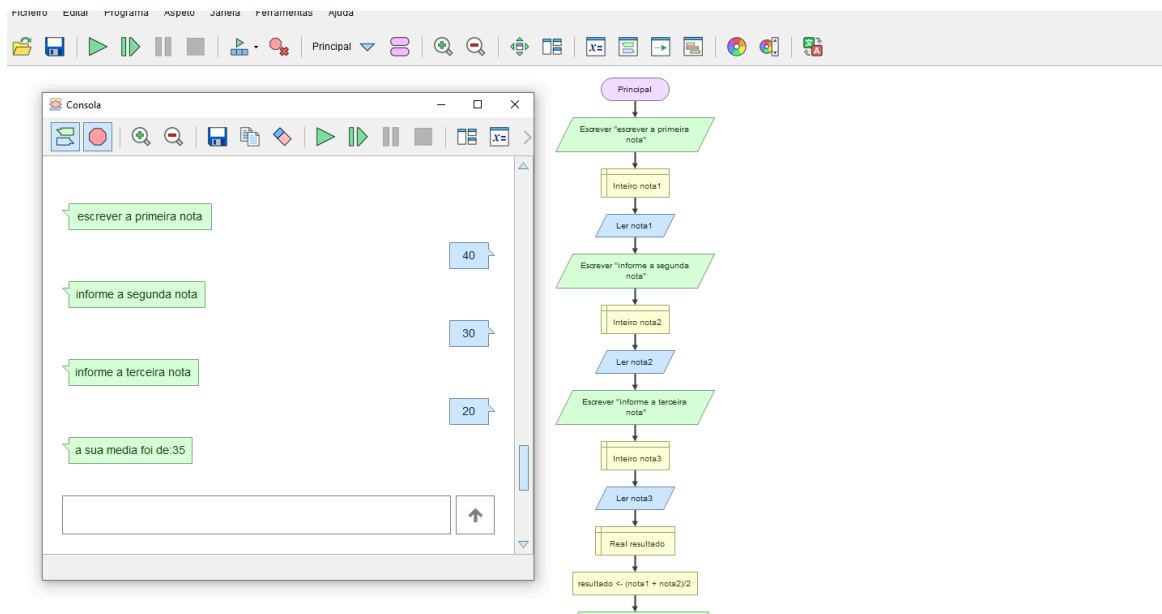 Ficheiro Editar Programa Aspeto Janela Ferramentas Ajuda
Principal
x=
Consola
x=
escrever a primeira nota
40
informe a segunda nota
30
informe a terceira nota
20
a sua media foi de:35
Principal
Escrever "escrever a primeira
nota"
Inteiro nota1
Ler nota1
Escrever "informe a segunda
nota"
Inteiro nota2
Ler nota2
Escrever "informe a terceira
nota"
Inteiro nota3
Ler nota3
Real resultado
resultado <- (nota1 + nota2)/2